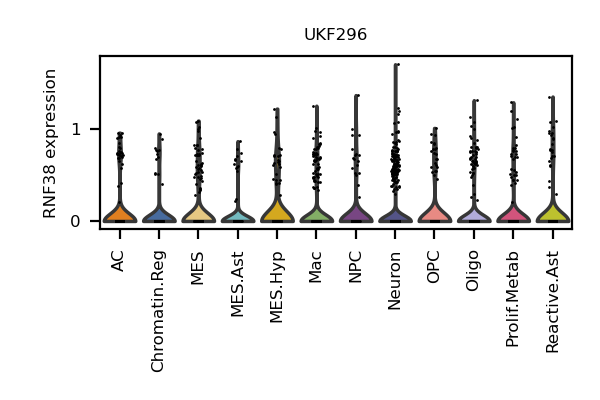 UKF296
RNF38 expression
1
0
AC
Chromatin.Reg
MES
MES.Ast
MES.Hyp
Mac
NPC
Neuron
OPC
Oligo
Prolif.Metab
Reactive.Ast